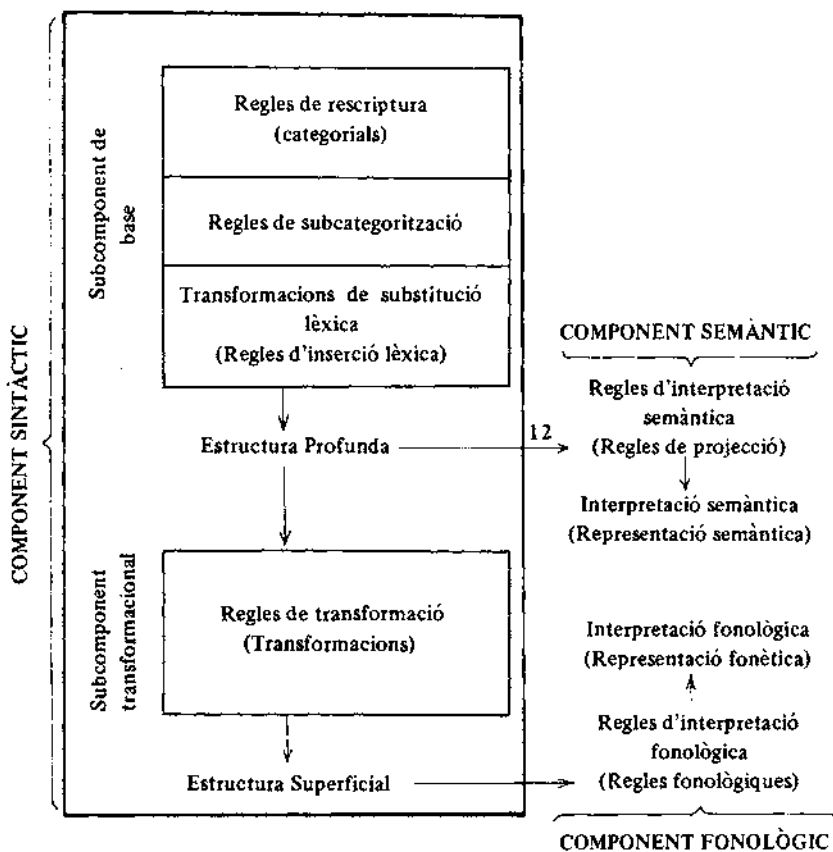 COMPONENT SINTÀCTIC
Subcomponent de
base
Regles de rescriptura
(categorials)
Regles de subcategorització
Transformacions de substitució
lèxica
(Regles d'inserció lèxica)
Estructura Profunda
12
COMPONENT SEMÀNTIC
Regles d'interpretació
semàntica
(Regles de projecció)
Interpretació semàntica
(Representació semàntica)
Subcomponent
transformacional
Regles de transformació
(Transformacions)
Estructura Superficial
Interpretació fonològica
(Representació fonètica)
Regles d'interpretació
fonològica
(Regles fonològiques)
COMPONENT FONOLÒGIC